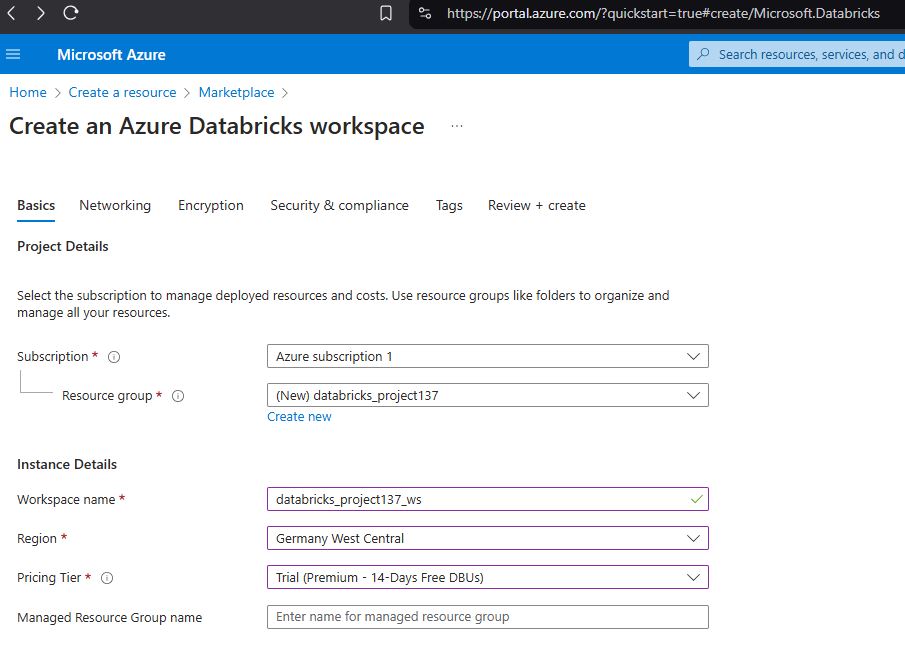 https://portal.azure.com/?quickstart=true#create/Microsoft.Databricks
Microsoft Azure
Search resources, services, and d
Home > Create a resource > Marketplace >
Create an Azure Databricks workspace ...
Basics Networking Encryption Security & compliance Tags Review + create
Project Details
Select the subscription to manage deployed resources and costs. Use resource groups like folders to organize and
manage all your resources.
Subscription * Azure subscription 1
Resource group * (New) databricks_project137
Create new
Instance Details
Workspace name * databricks_project137_ws
Region * Germany West Central
Pricing Tier * Trial (Premium - 14-Days Free DBUs)
Managed Resource Group name Enter name for managed resource group